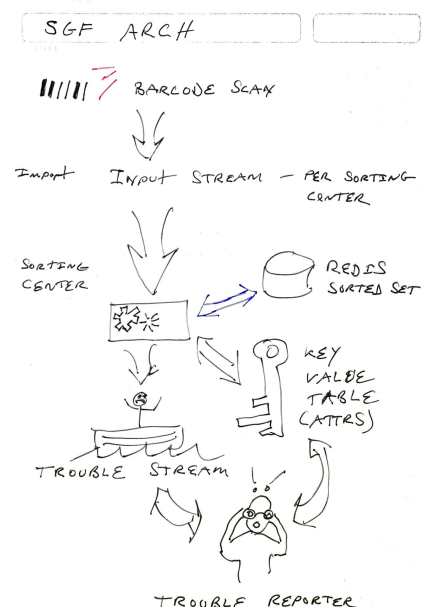 SGF ARCH
BARCODE SCAN
Import
INPUT STREAM - PER SORTING
CENTER
SORTING
CENTER
REDIS
SORTED SET
KEY
VALUE
TABLE
(ATTRS)
TROUBLE STREAM
! !
TROUBLE REPORTER